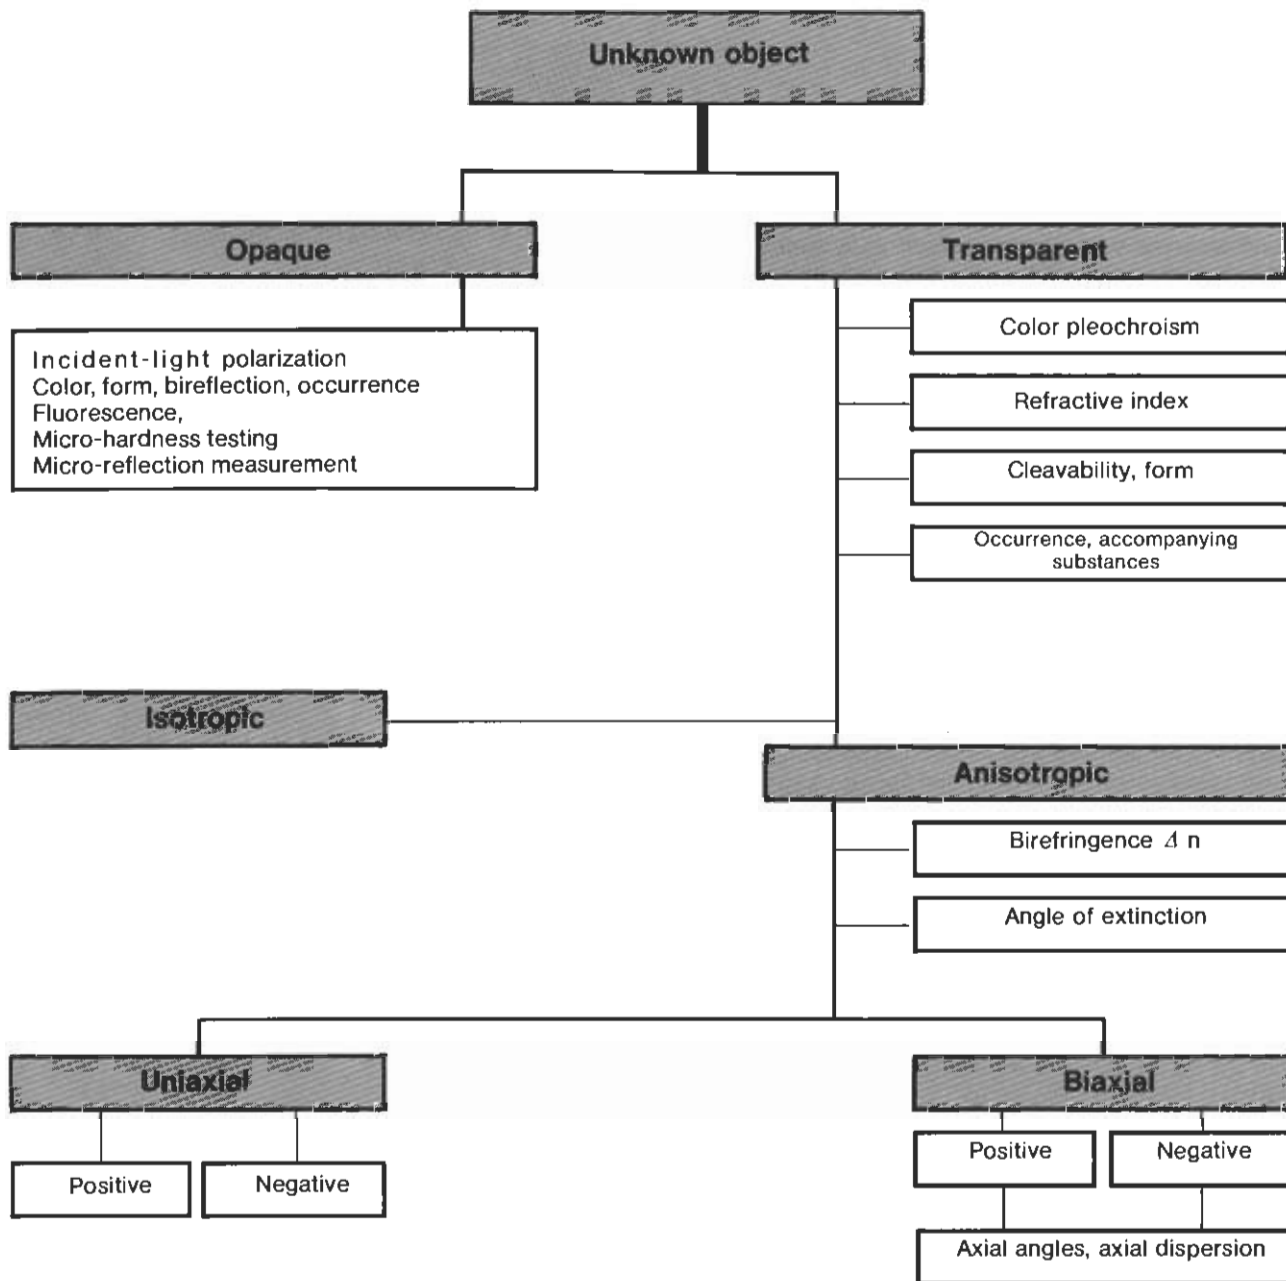 Unknown object
Opaque
Transparent
Incident-light polarization
Color, form, bireflection, occurrence
Fluorescence,
Micro-hardness testing
Micro-reflection measurement
Color pleochroism
Refractive index
Cleavability, form
Occurrence, accompanying
substances
Isotropic
Anisotropic
Birefringence Δ n
Angle of extinction
Uniaxial
Biaxial
Positive
Negative
Positive
Negative
Axial angles, axial dispersion